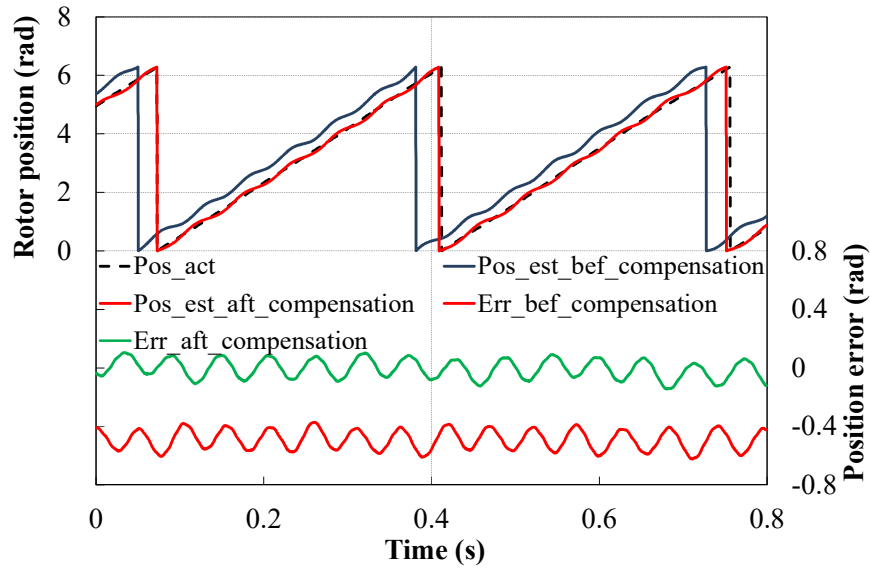 8
6
4
2
0
Rotor position (rad)
Pos_act
Pos_est_bef_compensation
Pos_est_aft_compensation
Err_bef_compensation
Err_aft_compensation
0.8
0.4
0
-0.4
-0.8
Position error (rad)
0 0.2 0.4 0.6 0.8
Time (s)